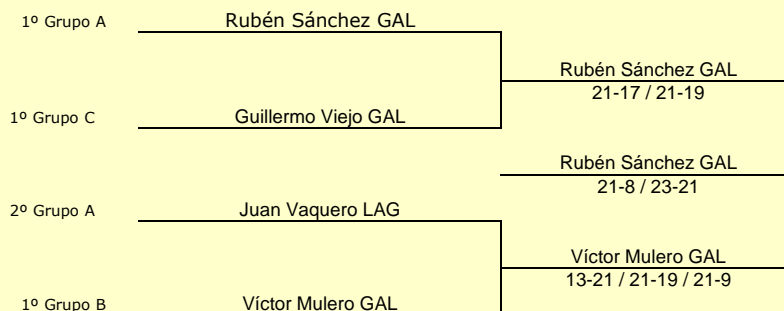 1º Grupo A Rubén Sánchez GAL
Rubén Sánchez GAL
21-17 / 21-19
1º Grupo C Guillermo Viejo GAL
Rubén Sánchez GAL
21-8 / 23-21
2º Grupo A Juan Vaquero LAG
Víctor Mulero GAL
13-21 / 21-19 / 21-9
1º Grupo B Víctor Mulero GAL